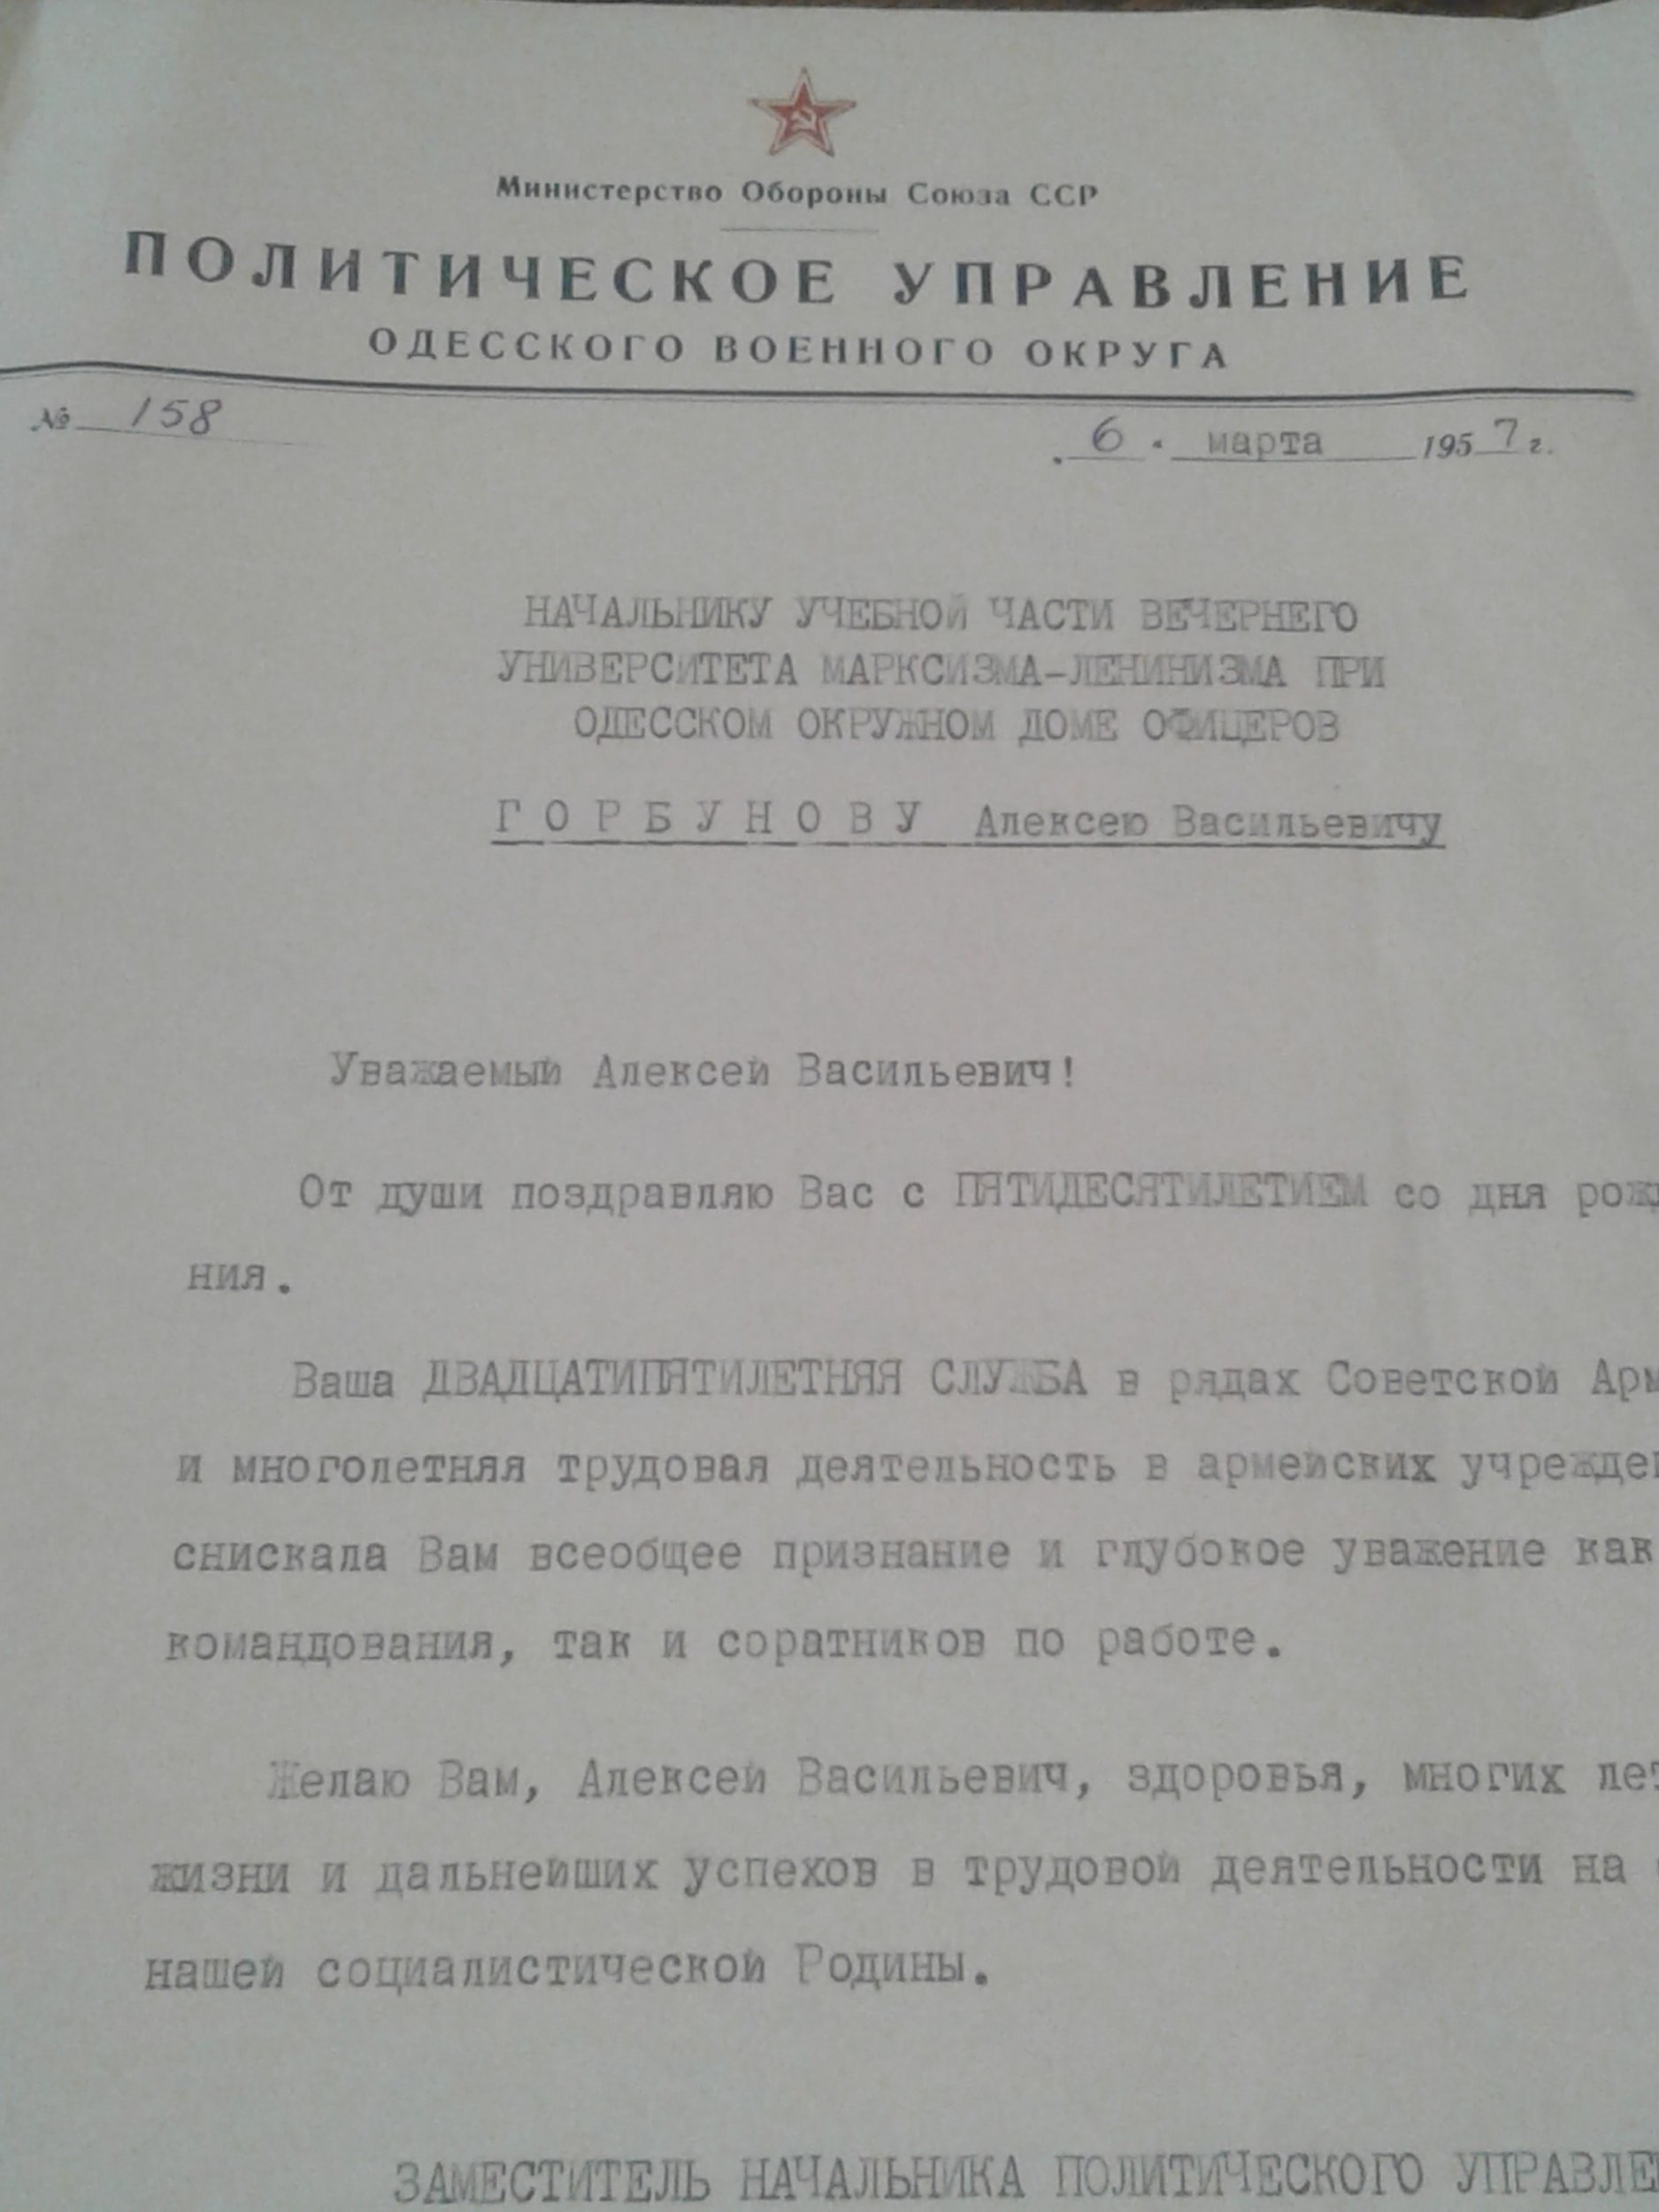 Министерство Обороны Союза ССР
ПОЛИТИЧЕСКОЕ УПРАВЛЕНИЕ
ОДЕССКОГО ВОЕННОГО ОКРУГА
№ 158
„6" марта 1957 г.
НАЧАЛЬНИКУ УЧЕБНОЙ ЧАСТИ ВЕЧЕРНЕГО
УНИВЕРСИТЕТА МАРКСИЗМА-ЛЕНИНИЗМА ПРИ
ОДЕССКОМ ОКРУЖНОМ ДОМЕ ОФИЦЕРОВ
Г О Р Б У Н О В У Алексею Васильевичу
Уважаемый Алексей Васильевич!
От души поздравляю Вас с ПЯТИДЕСЯТИЛЕТИЕМ со дня рож
ния.
Ваша ДВАДЦАТИПЯТИЛЕТНЯЯ СЛУЖБА в рядах Советской Арм
и многолетняя трудовая деятельность в армейских учрежде
снискала Вам всеобщее признание и глубокое уважение как
командования, так и соратников по работе.
Желаю Вам, Алексей Васильевич, здоровья, многих лет
жизни и дальнейших успехов в трудовой деятельности на
нашей социалистической Родины.
ЗАМЕСТИТЕЛЬ НАЧАЛЬНИКА ПОЛИТИЧЕСКОГО УПРАВЛЕ